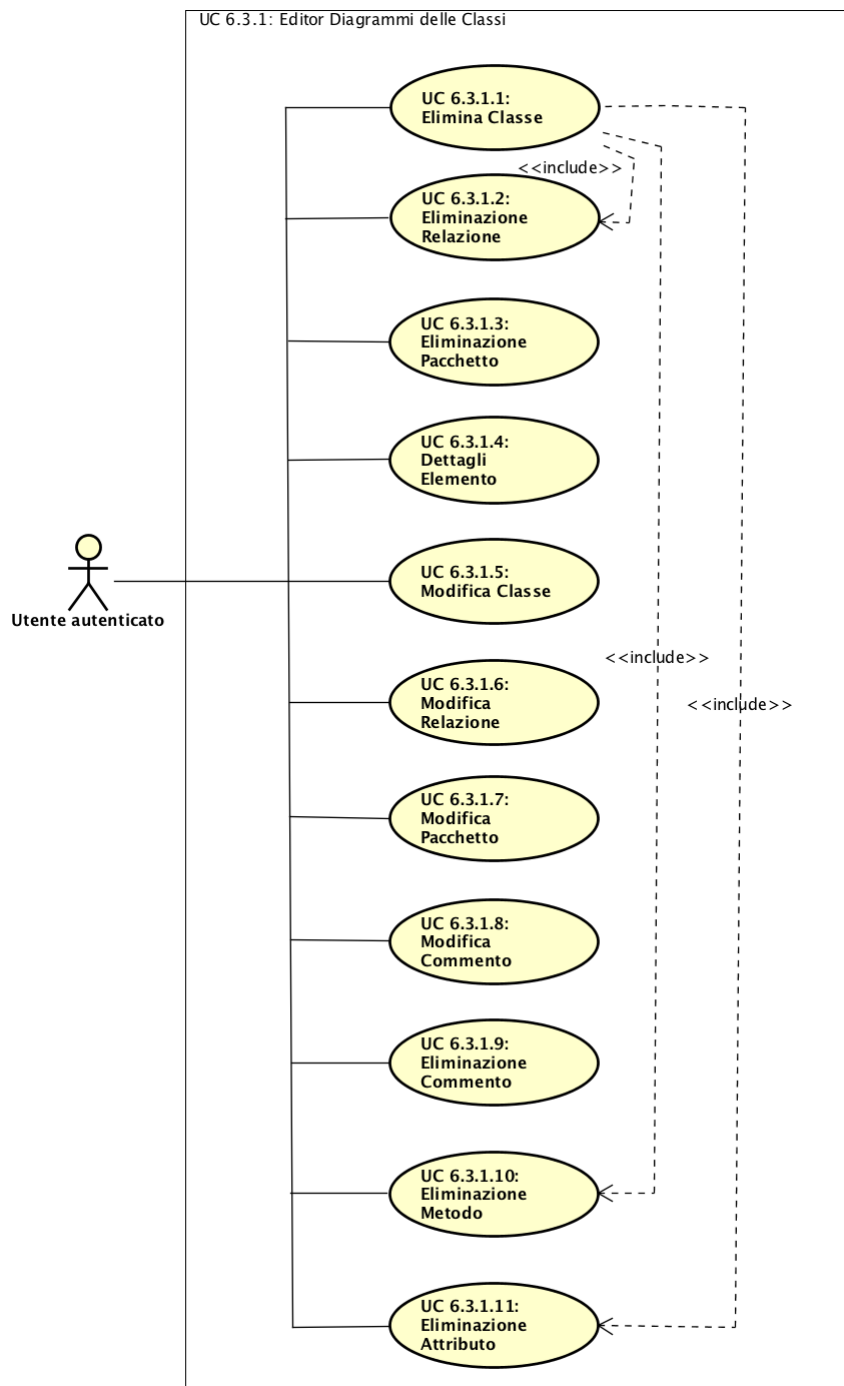 UC 6.3.1: Editor Diagrammi delle Classi
UC 6.3.1.1:
Elimina Classe
<<include>>
UC 6.3.1.2:
Eliminazione
Relazione
UC 6.3.1.3:
Eliminazione
Pacchetto
UC 6.3.1.4:
Dettagli
Elemento
Utente autenticato
UC 6.3.1.5:
Modifica Classe
<<include>>
UC 6.3.1.6:
Modifica
Relazione
<<include>>
UC 6.3.1.7:
Modifica
Pacchetto
UC 6.3.1.8:
Modifica
Commento
UC 6.3.1.9:
Eliminazione
Commento
UC 6.3.1.10:
Eliminazione
Metodo
UC 6.3.1.11:
Eliminazione
Attributo